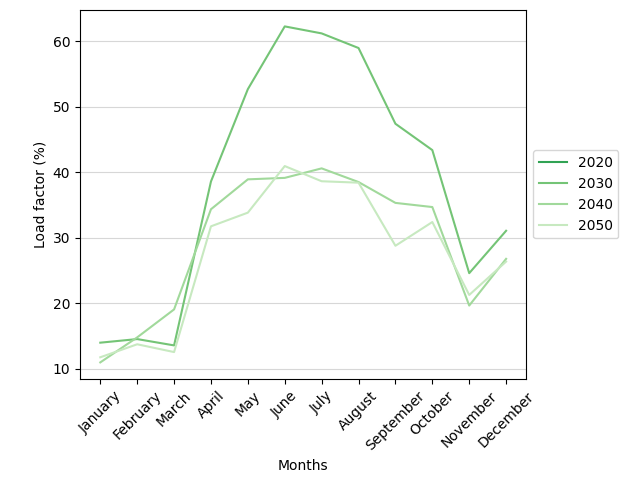 60
50
40
30
20
10
Load factor (%)
January
February
March
April
May
June
July
August
September
October
November
December
Months
2020
2030
2040
2050